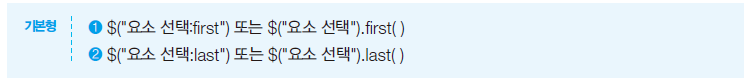 기본형 ❶ $("요소 선택:first") 또는 $("요소 선택").first( )
❷ $("요소 선택:last") 또는 $("요소 선택").last( )